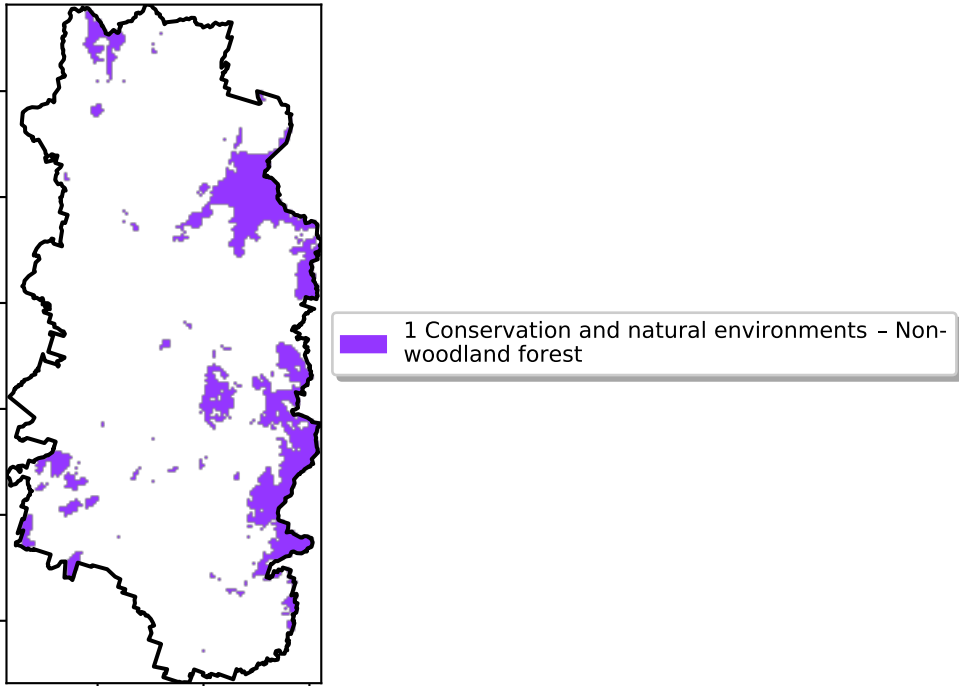 1 Conservation and natural environments – Non-
woodland forest